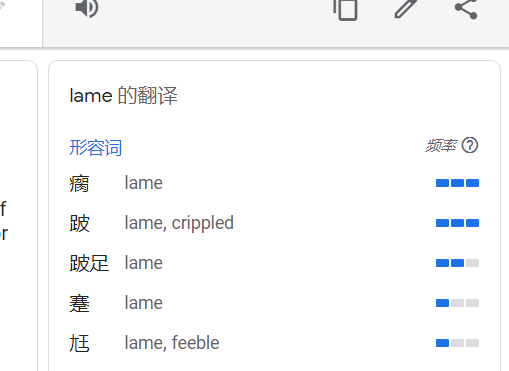 f
or
lame 的翻译
形容词 频率
瘸 lame
跛 lame, crippled
跛足 lame
蹇 lame
尪 lame, feeble